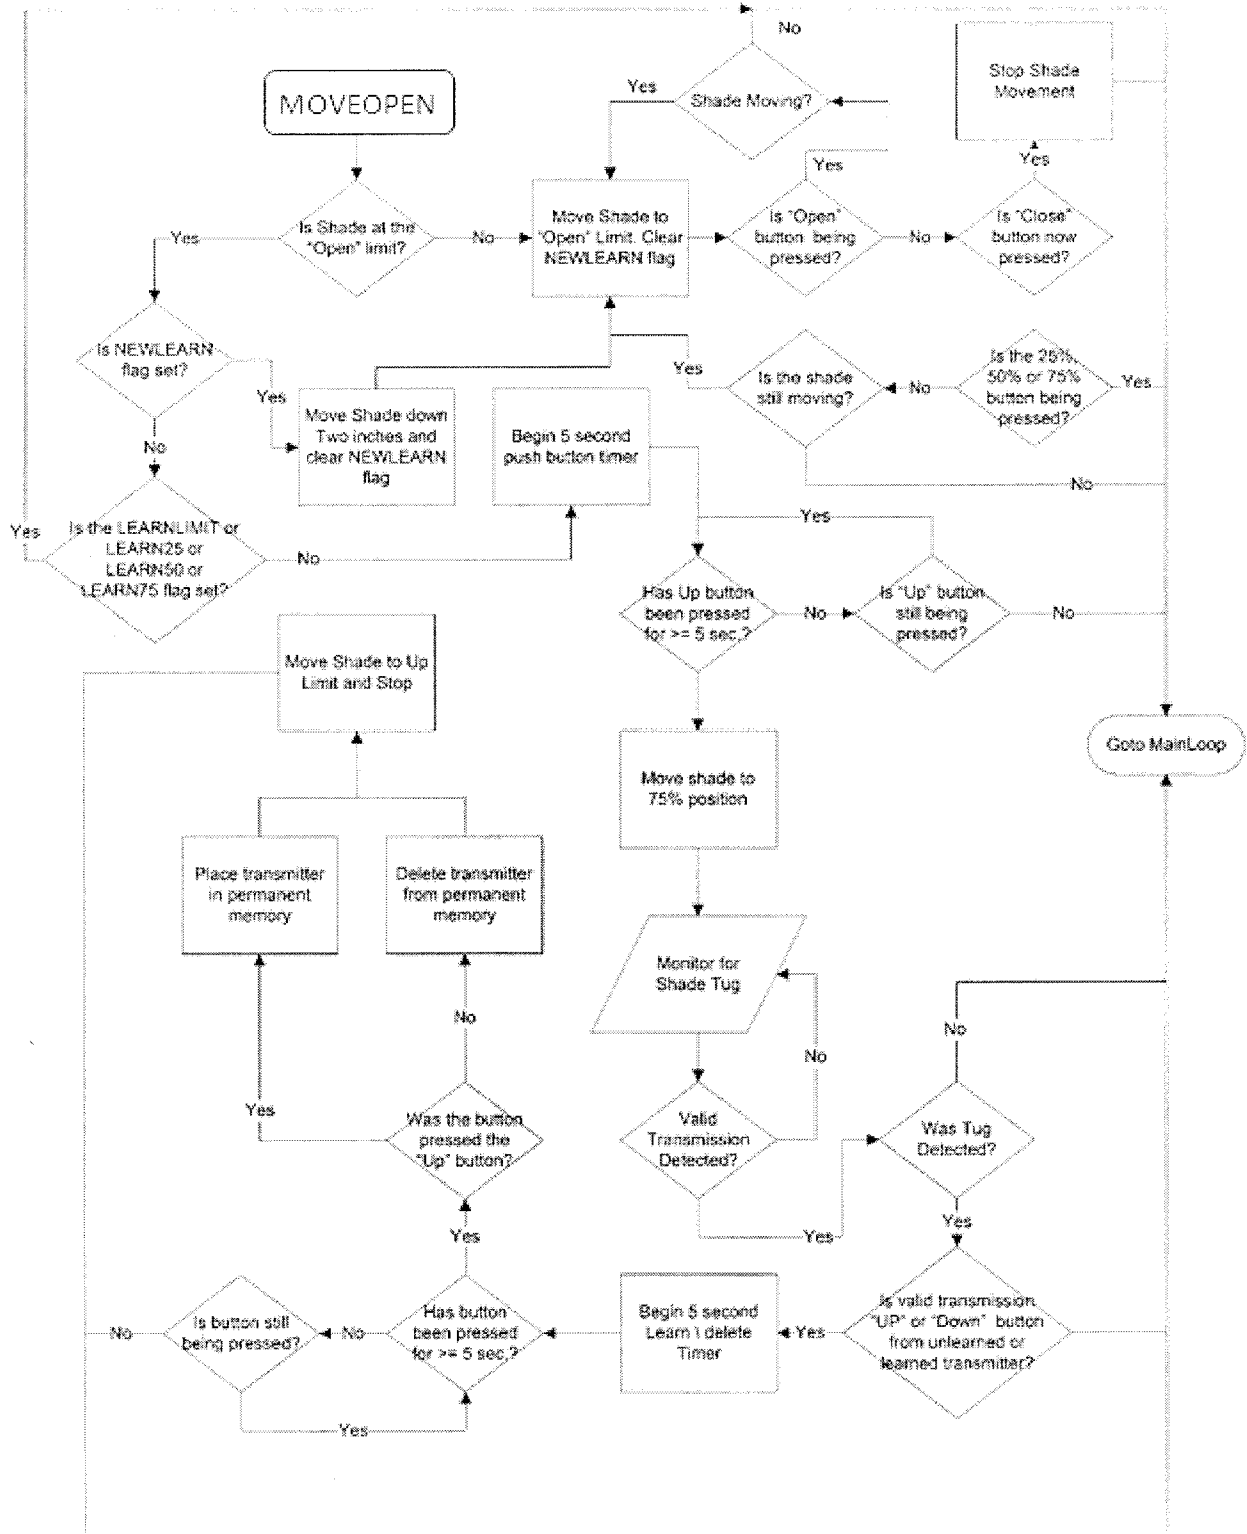 No
Stop Shade
Movement
Yes
Shade Moving?
MOVEOPEN
Yes
Yes
Is Shade at the
"Open" limit?
Yes
No
Move Shade to
"Open" Limit. Clear
NEWLEARN flag
Is "Open"
button being
pressed?
No
Is "Close"
button now
pressed?
Is NEWLEARN
flag set?
Yes
No
Move Shade down
Two inches and
clear NEWLEARN
flag
Begin 5 second
push button timer
Yes
Is the shade
still moving?
No
Is the 25%,
50% or 75%
button being
pressed?
Yes
No
Yes
Is the LEARNLIMIT or
LEARN25 or
LEARN50 or
LEARN75 flag set?
No
Yes
Has Up button
been pressed
for >= 5 sec,?
No
Is "Up" button
still being
pressed?
No
Move Shade to Up
Limit and Stop
Goto MainLoop
Move shade to
75% position
Place transmitter
in permanent
memory
Delete transmitter
from permanent
memory
Monitor for
Shade Tug
No
No
No
Yes
Was the button
pressed the
"Up" button?
Valid
Transmission
Detected?
Was Tug
Detected?
Yes
Yes
Yes
No
Is button still
being pressed?
No
Has button
been pressed
for >= 5 sec,?
Begin 5 second
Learn \ delete
Timer
Yes
Is valid transmission
"UP" or "Down" button
from unlearned or
learned transmitter?
Yes